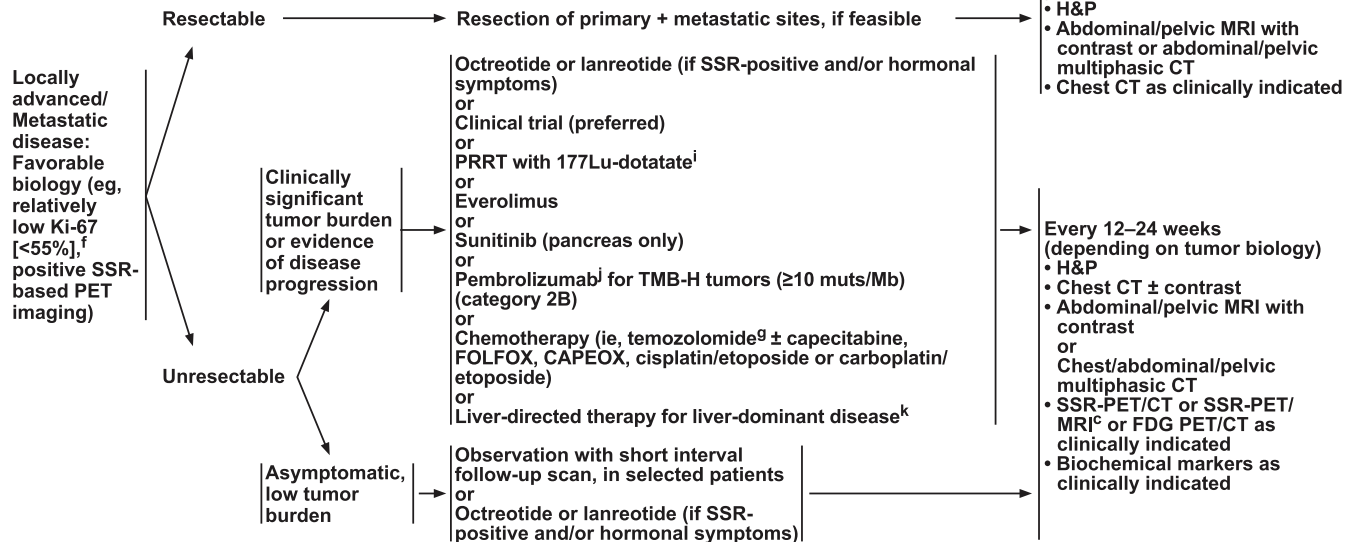 Locally
advanced/
Metastatic
disease:
Favorable
biology (eg,
relatively
low Ki-67
[<55%],f
positive SSR-
based PET
imaging)
Resectable
Resection of primary + metastatic sites, if feasible
• H&P
• Abdominal/pelvic MRI with
contrast or abdominal/pelvic
multiphasic CT
• Chest CT as clinically indicated
Unresectable
Clinically
significant
tumor burden
or evidence
of disease
progression
Octreotide or lanreotide (if SSR-positive and/or hormonal
symptoms)
or
Clinical trial (preferred)
or
PRRT with 177Lu-dotatatei
or
Everolimus
or
Sunitinib (pancreas only)
or
Pembrolizumabj for TMB-H tumors (≥10 muts/Mb)
(category 2B)
or
Chemotherapy (ie, temozolomideg ± capecitabine,
FOLFOX, CAPEOX, cisplatin/etoposide or carboplatin/
etoposide)
or
Liver-directed therapy for liver-dominant diseasek
Asymptomatic,
low tumor
burden
Observation with short interval
follow-up scan, in selected patients
or
Octreotide or lanreotide (if SSR-
positive and/or hormonal symptoms)
Every 12–24 weeks
(depending on tumor biology)
• H&P
• Chest CT ± contrast
• Abdominal/pelvic MRI with
contrast
or
Chest/abdominal/pelvic
multiphasic CT
• SSR-PET/CT or SSR-PET/
MRIc or FDG PET/CT as
clinically indicated
• Biochemical markers as
clinically indicated